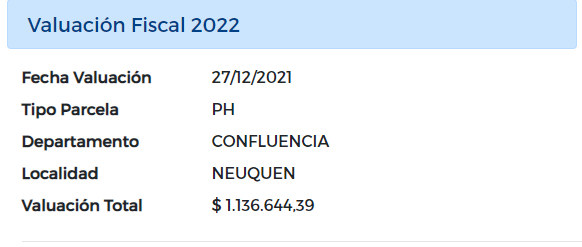 Valuación Fiscal 2022
Fecha Valuación 27/12/2021
Tipo Parcela PH
Departamento CONFLUENCIA
Localidad NEUQUEN
Valuación Total $ 1.136.644,39